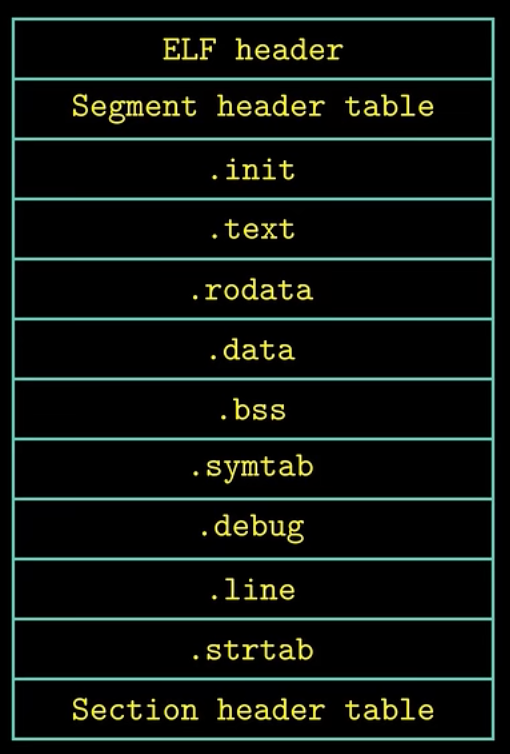 ELF header
Segment header table
.init
.text
.rodata
.data
.bss
.symtab
.debug
.line
.strtab
Section header table